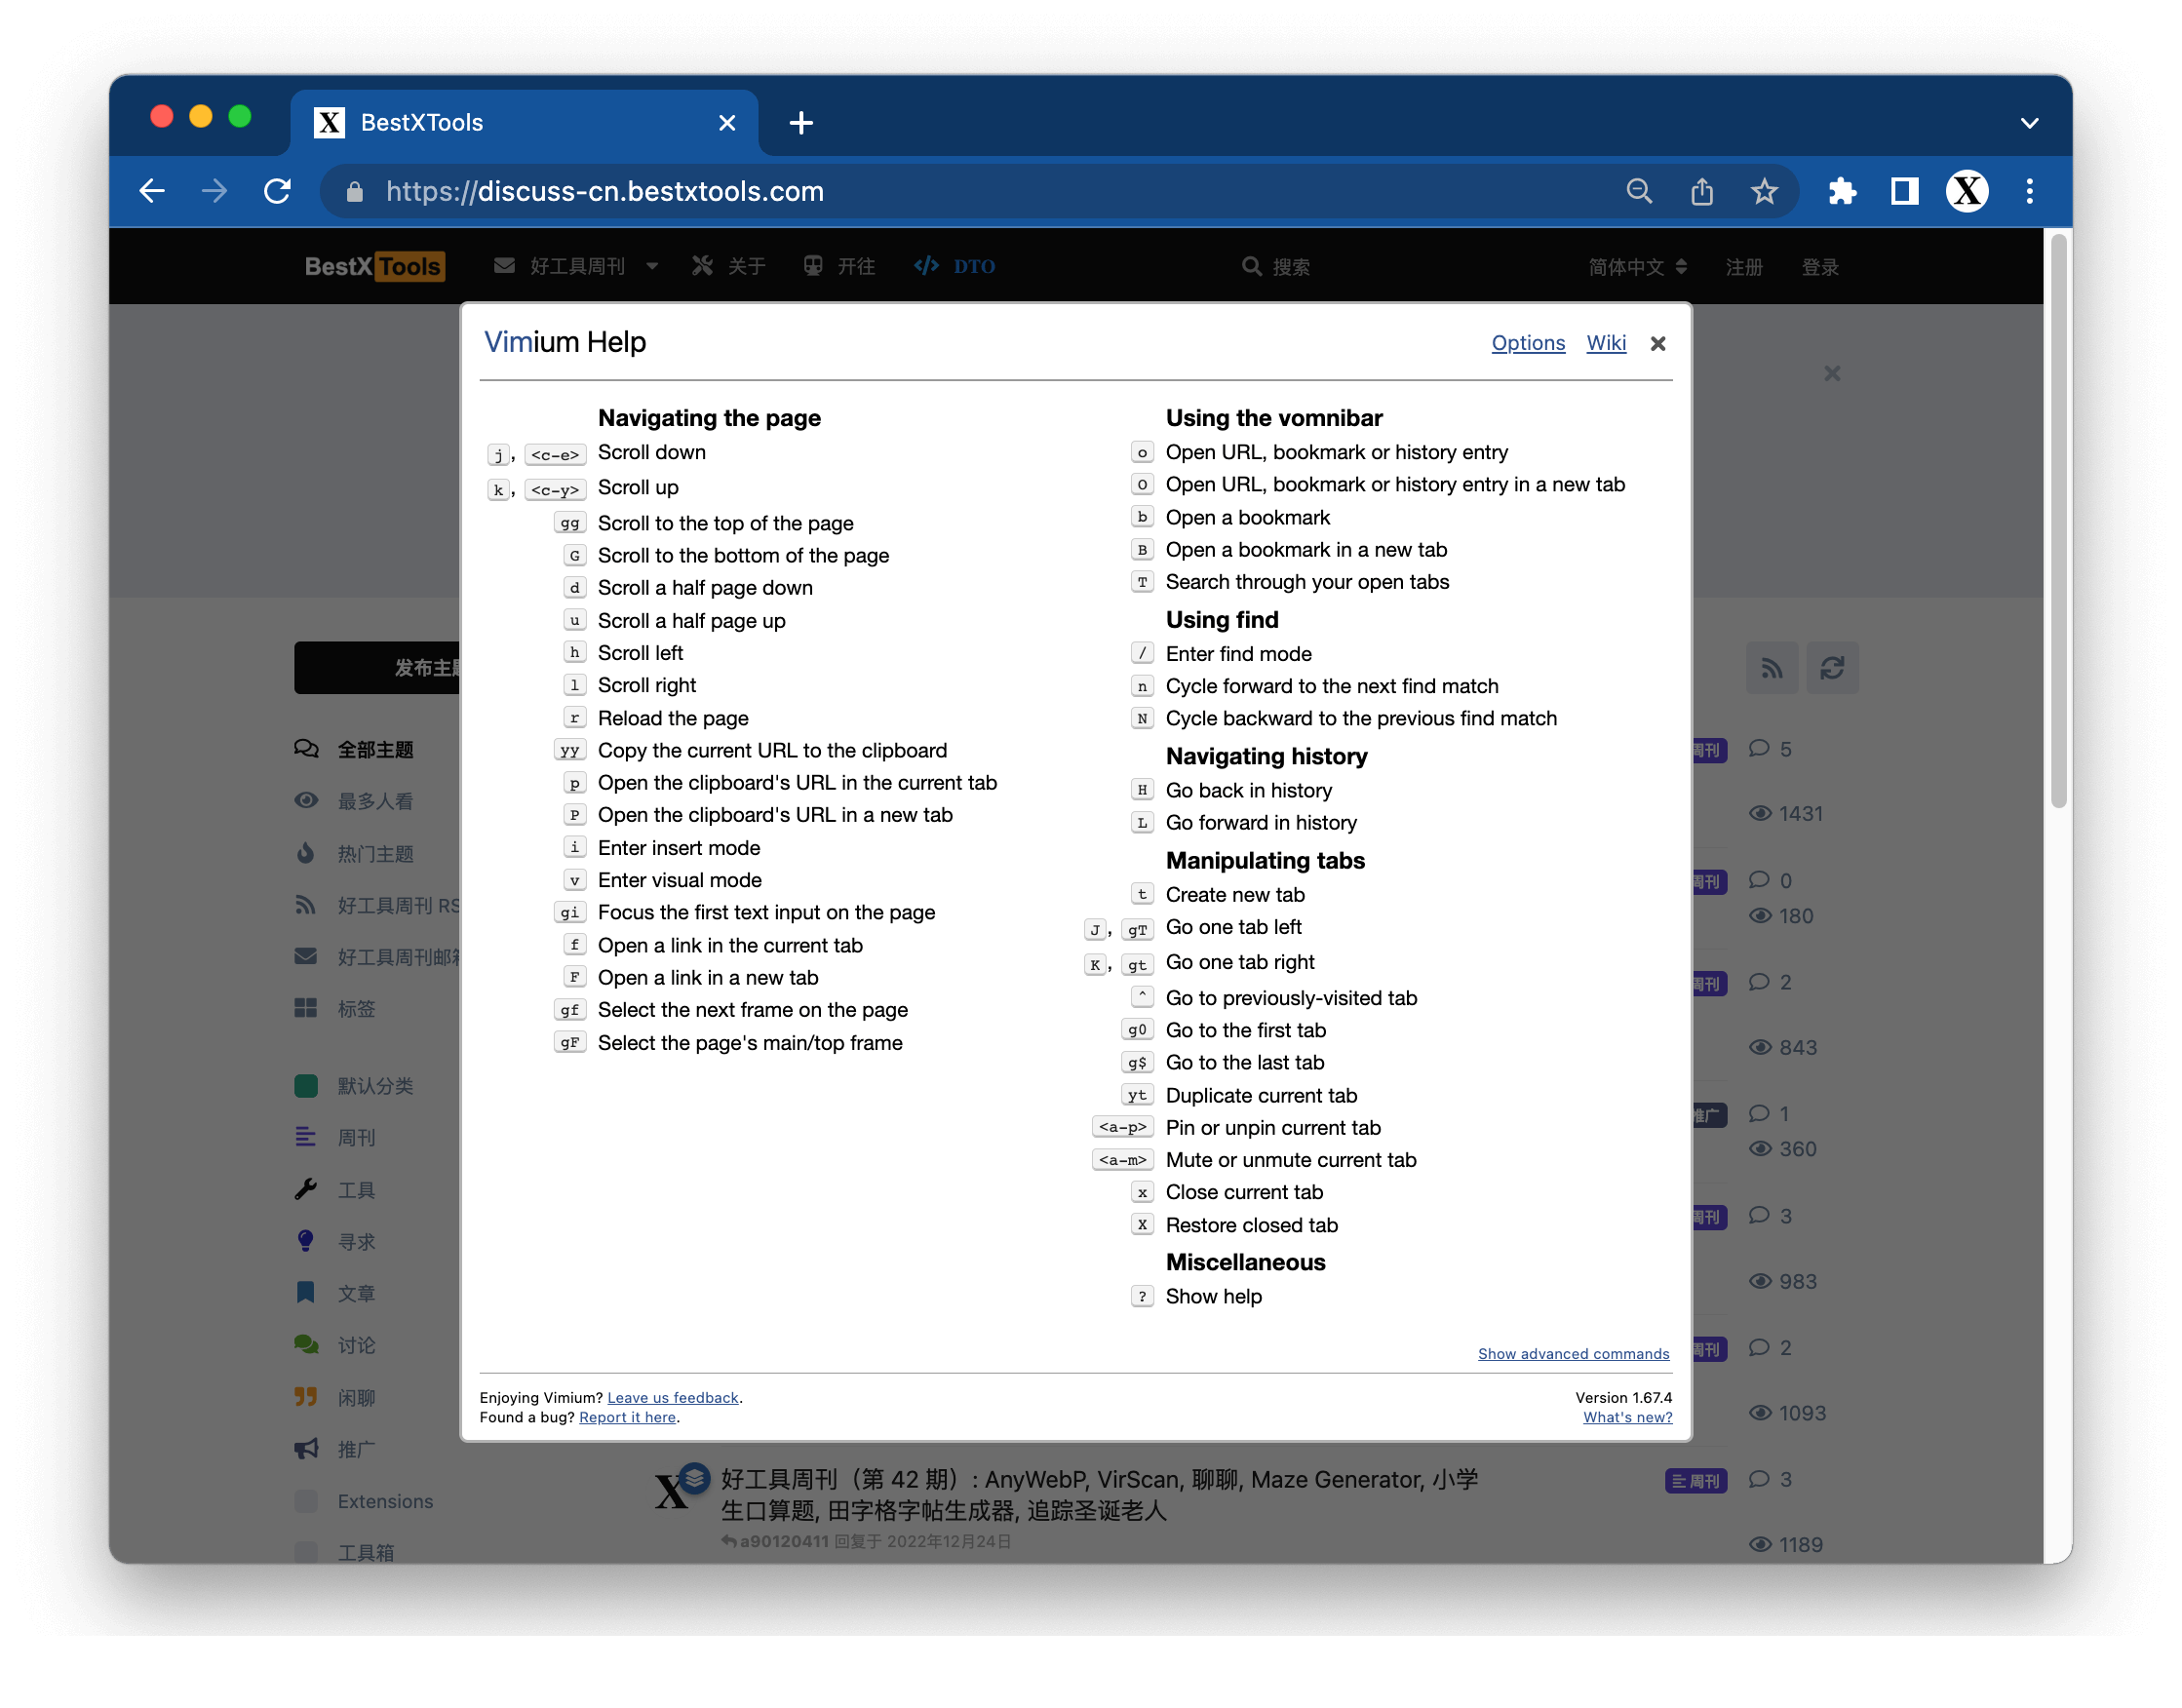 X BestXTools
https://discuss-cn.bestxtools.com
X
BestX Tools 好工具周刊 关于 开往 DTO 搜索 简体中文 注册 登录
Vimium Help
Options Wiki
Navigating the page
j, <c-e> Scroll down
k, <c-y> Scroll up
gg Scroll to the top of the page
G Scroll to the bottom of the page
d Scroll a half page down
u Scroll a half page up
h Scroll left
l Scroll right
r Reload the page
yy Copy the current URL to the clipboard
p Open the clipboard's URL in the current tab
P Open the clipboard's URL in a new tab
i Enter insert mode
v Enter visual mode
gi Focus the first text input on the page
f Open a link in the current tab
F Open a link in a new tab
gf Select the next frame on the page
gF Select the page's main/top frame
Using the vomnibar
o Open URL, bookmark or history entry
O Open URL, bookmark or history entry in a new tab
b Open a bookmark
B Open a bookmark in a new tab
T Search through your open tabs
Using find
/ Enter find mode
n Cycle forward to the next find match
N Cycle backward to the previous find match
Navigating history
H Go back in history
L Go forward in history
Manipulating tabs
t Create new tab
J, gT Go one tab left
K, gt Go one tab right
^ Go to previously-visited tab
g0 Go to the first tab
g$ Go to the last tab
yt Duplicate current tab
<a-p> Pin or unpin current tab
<a-m> Mute or unmute current tab
x Close current tab
X Restore closed tab
Miscellaneous
? Show help
Show advanced commands
Enjoying Vimium? Leave us feedback.
Found a bug? Report it here.
Version 1.67.4
What's new?
发布主题
全部主题
最多人看
热门主题
好工具周刊 RS
好工具周刊邮箱
标签
默认分类
周刊
工具
寻求
文章
讨论
闲聊
推广
Extensions
工具箱
周刊 5
1431
周刊 0
180
周刊 2
843
推广 1
360
周刊 3
983
周刊 2
1093
X 好工具周刊（第 42 期）: AnyWebP, VirScan, 聊聊, Maze Generator, 小学
生口算题, 田字格字帖生成器, 追踪圣诞老人
a90120411 回复于 2022年12月24日
周刊 3
1189